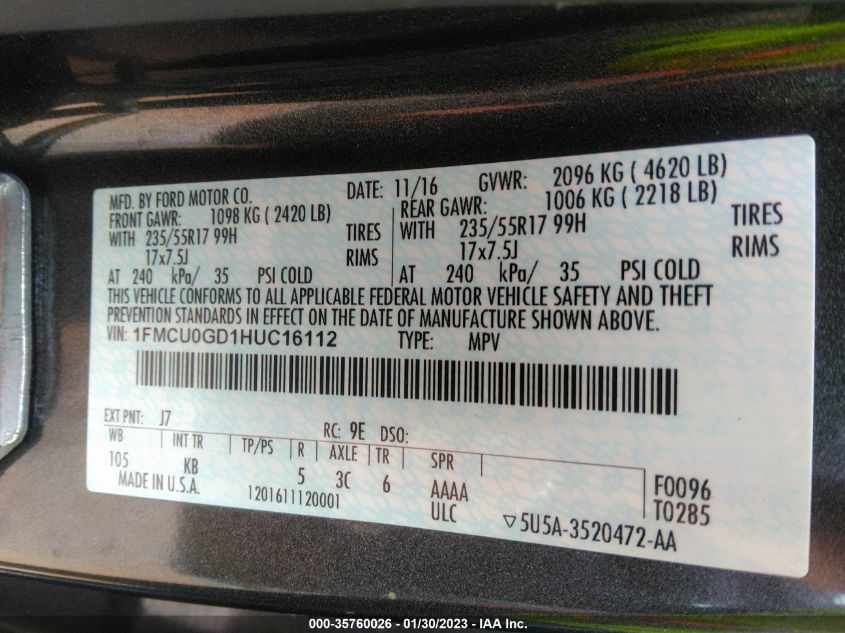 MFD. BY FORD MOTOR CO. DATE: 11/16 GVWR: 2096 KG ( 4620 LB)
FRONT GAWR: 1098 KG ( 2420 LB) REAR GAWR: 1006 KG ( 2218 LB)
WITH 235/55R17 99H TIRES WITH 235/55R17 99H TIRES
17x7.5J RIMS 17x7.5J RIMS
AT 240 kPa/ 35 PSI COLD AT 240 kPa/ 35 PSI COLD
THIS VEHICLE CONFORMS TO ALL APPLICABLE FEDERAL MOTOR VEHICLE SAFETY AND THEFT
PREVENTION STANDARDS IN EFFECT ON THE DATE OF MANUFACTURE SHOWN ABOVE.
VIN: 1FMCU0GD1HUC16112 TYPE: MPV
EXT PNT: J7 RC: 9E DSO:
WB INT TR TP/PS R AXLE TR SPR
105 KB 5 3C 6 AAAA F0096
MADE IN U.S.A. 1201611120001 ULC T0285
▽5U5A-3520472-AA
000-35760026 - 01/30/2023 - IAA Inc.